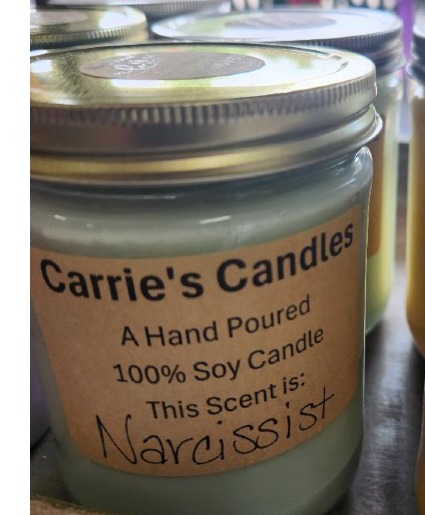 Carrie's Candles
A Hand Poured
100% Soy Candle
This Scent is:
Narcissist